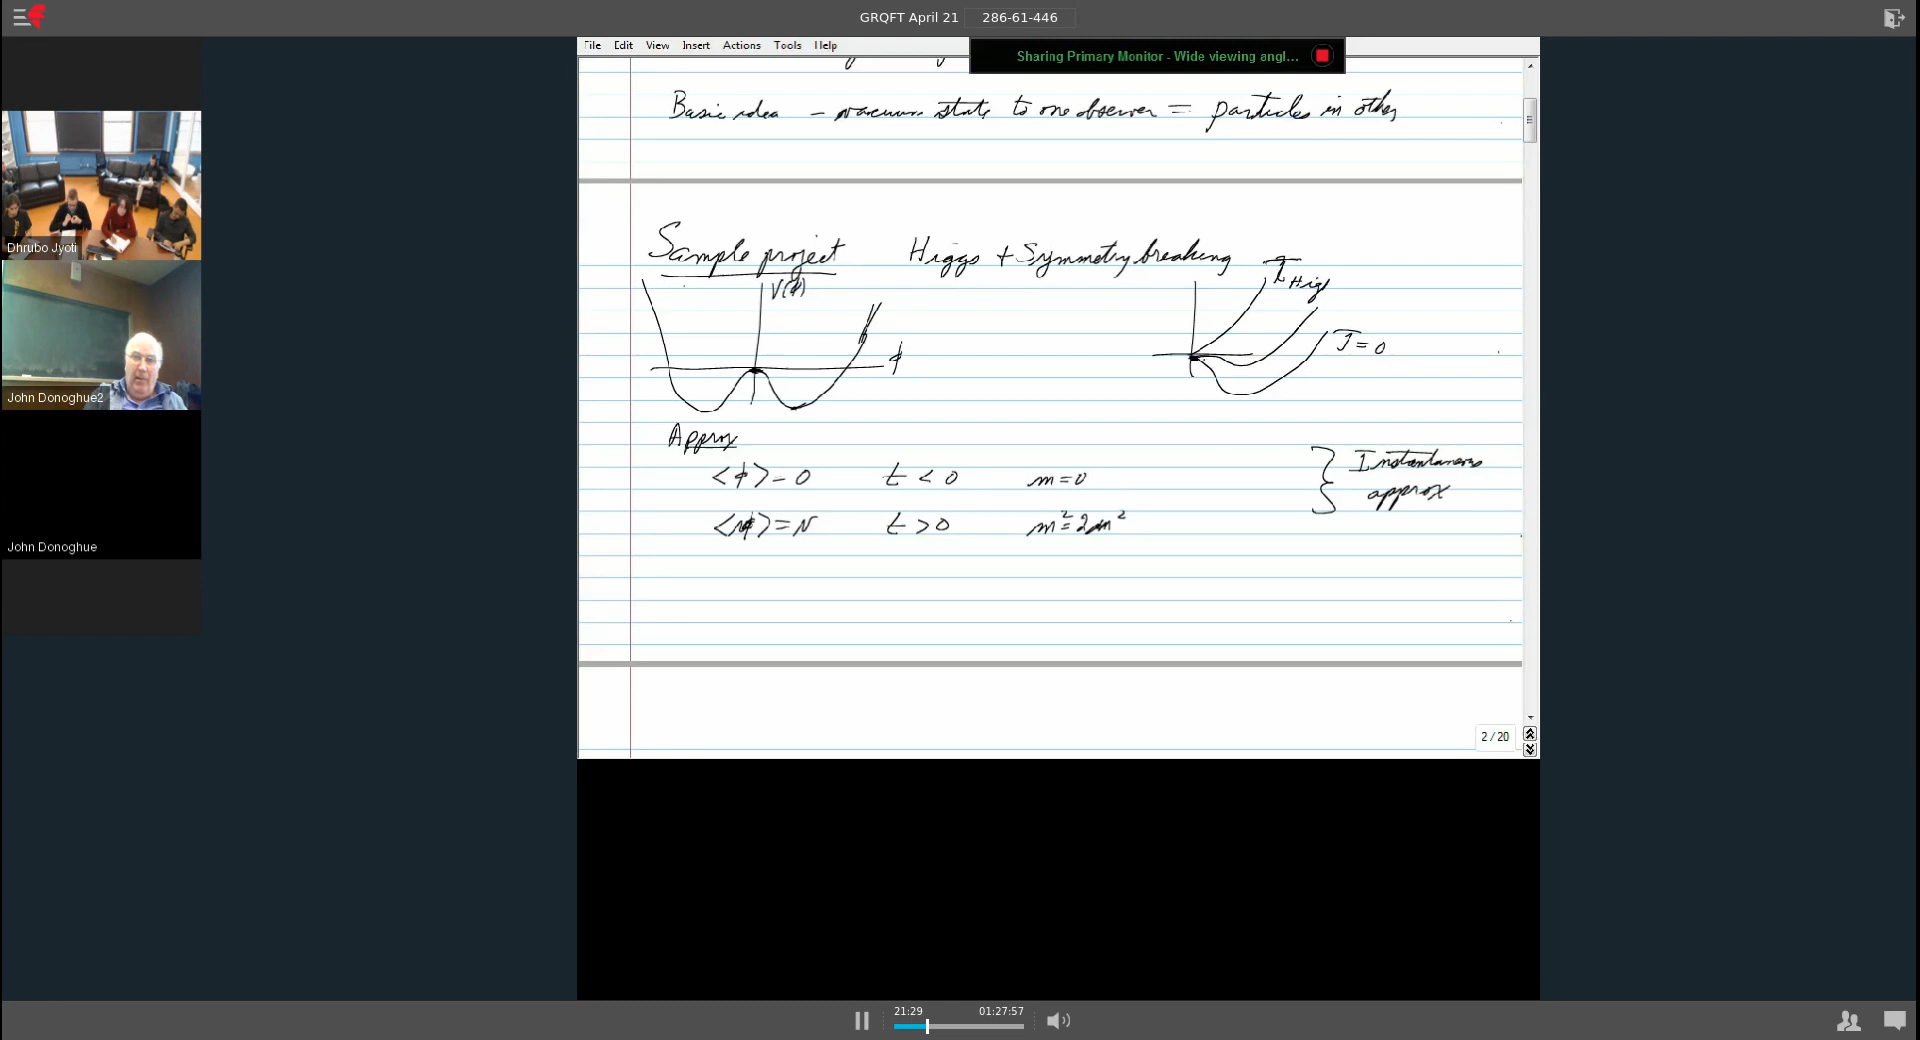 GRQFT April 21 286-61-446
File Edit View Insert Actions Tools Help
Sharing Primary Monitor - Wide viewing angl...
Basic idea - vacuum state to one observer = particles in other
Sample project Higgs + Symmetry breaking
V(ϕ)
ϕ
T High
T=0
Approx
<ϕ> = 0 t < 0 m=0
<ϕ> = v t > 0 m² = 2m²
} Instantaneous
approx
Dhrubo Jyoti
John Donoghue2
John Donoghue
2 / 20
21:29 01:27:57